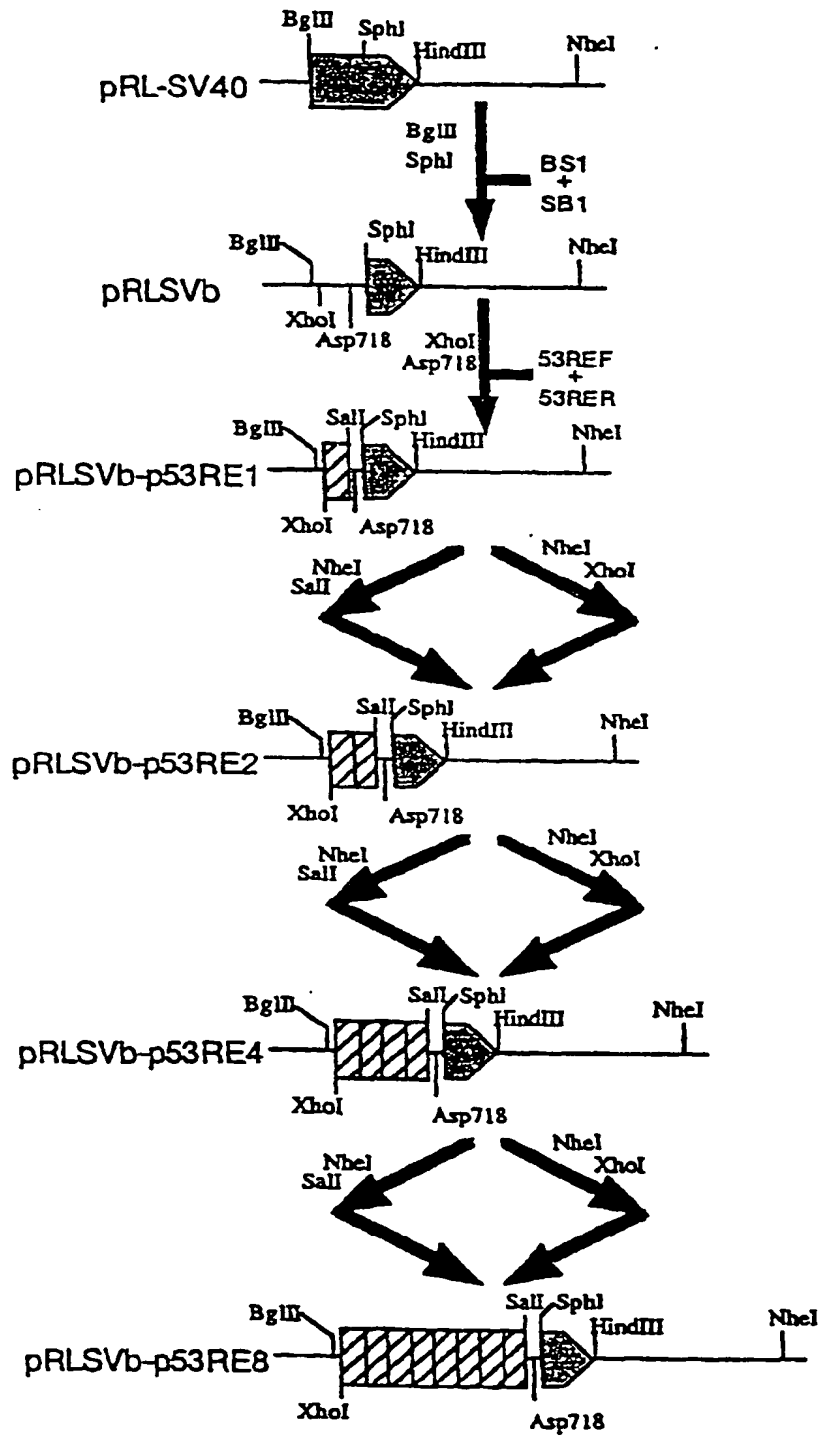 BglII
SphI
HindIII
NheI
pRL-SV40
BglII
SphI
BS1
+
SB1
SphI
BglII
HindIII
NheI
pRLSVb
XhoI
Asp718
XhoI
Asp718
53REF
+
53RER
SalI
SphI
BglII
HindIII
NheI
pRLSVb-p53RE1
XhoI
Asp718
NheI
SalI
NheI
XhoI
SalI
SphI
BglII
HindIII
NheI
pRLSVb-p53RE2
XhoI
Asp718
NheI
SalI
NheI
XhoI
SalI
SphI
BglII
HindIII
NheI
pRLSVb-p53RE4
XhoI
Asp718
NheI
SalI
NheI
XhoI
SalI
SphI
BglII
HindIII
NheI
pRLSVb-p53RE8
XhoI
Asp718